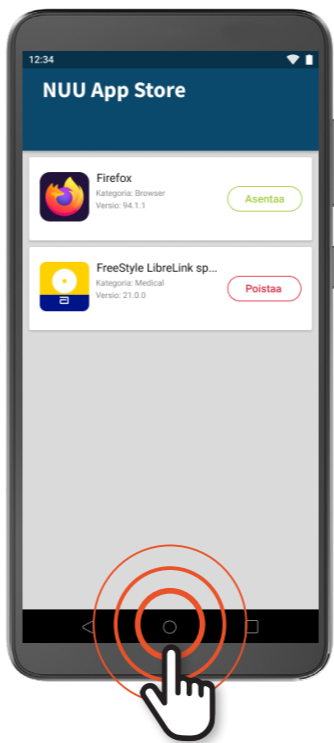 12:34
NUU App Store
Firefox
Kategoria: Browser
Versio: 94.1.1
Asentaa
FreeStyle LibreLink sp...
Kategoria: Medical
Versio: 21.0.0
Poistaa